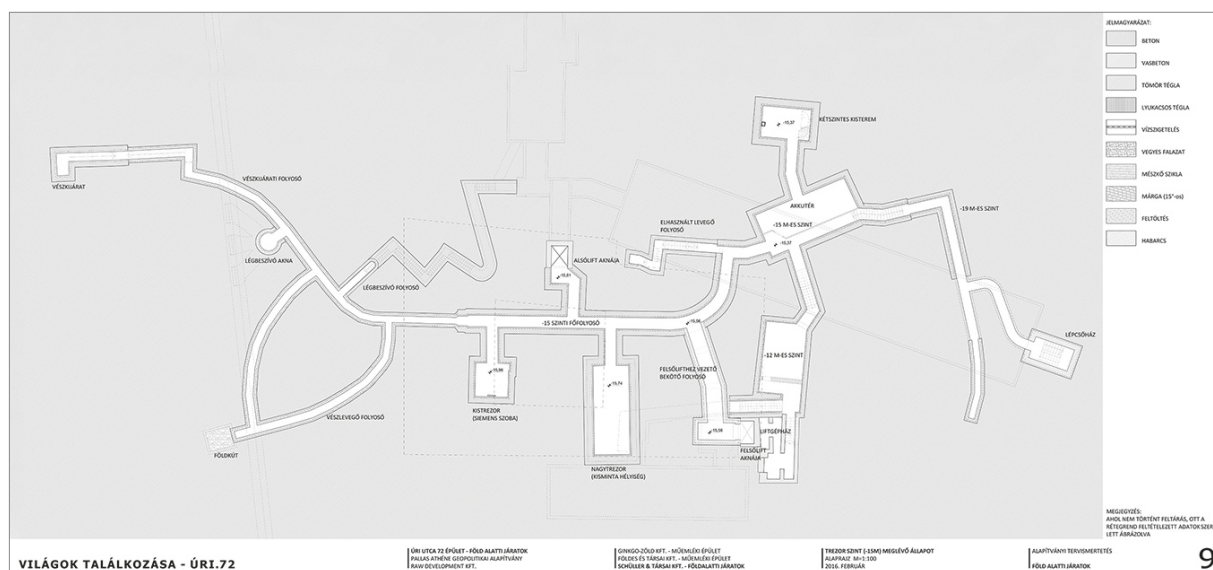 JELMAGYARÁZAT:
BETON
VASBETON
TÖMÖR TÉGLA
LYUKACSOS TÉGLA
VÍZSZIGETELÉS
VEGYES FALAZAT
MÉSZKŐ SZIKLA
MÁRGA (15°-os)
FELTÖLTÉS
HABARCS
-15,37
KÉTSZINTES KISTEREM
VÉSZKIJÁRAT
VÉSZKIJÁRATI FOLYOSÓ
AKKUTÉR
-15 M-ES SZINT
-19 M-ES SZINT
ELHASZNÁLT LEVEGŐ
FOLYOSÓ
LÉGBESZÍVÓ AKNA
ALSÓLIFT AKNÁJA
LÉGBESZÍVÓ FOLYOSÓ
-15 SZINTI FŐFOLYOSÓ
LÉPCSŐHÁZ
-12 M-ES SZINT
FELSŐLIFTHEZ VEZETŐ
BEKÖTŐ FOLYOSÓ
-15,74
KISTREZOR
(SIEMENS SZOBA)
VÉSZLEVEGŐ FOLYOSÓ
LIFTGÉPHÁZ
FELSŐLIFT
AKNÁJA
FÖLDKÚT
NAGYTREZOR
(KISMINTA HELYISÉG)
MEGJEGYZÉS:
AHOL NEM TÖRTÉNT FELTÁRÁS, OTT A
RÉTEGREND FELTÉTELEZETT ADATOK SZER
LETT ÁBRÁZOLVA
VILÁGOK TALÁLKOZÁSA - ÚRI.72
ÚRI UTCA 72 ÉPÜLET - FÖLD ALATTI JÁRATOK
PALLAS ATHÉNÉ GEOPOLITIKAI ALAPÍTVÁNY
RAW DEVELOPMENT KFT.
GINKGO-ZÖLD KFT. - MŰEMLÉKI ÉPÜLET
FÖLDES ÉS TÁRSAI KFT. - MŰEMLÉKI ÉPÜLET
SCHÜLLER & TÁRSAI KFT. - FÖLDALATTI JÁRATOK
TREZOR SZINT (-15M) MEGLÉVŐ ÁLLAPOT
ALAPRAJZ M=1:100
2016. FEBRUÁR
ALAPÍTVÁNYI TERVISMERTETÉS
FÖLD ALATTI JÁRATOK
9